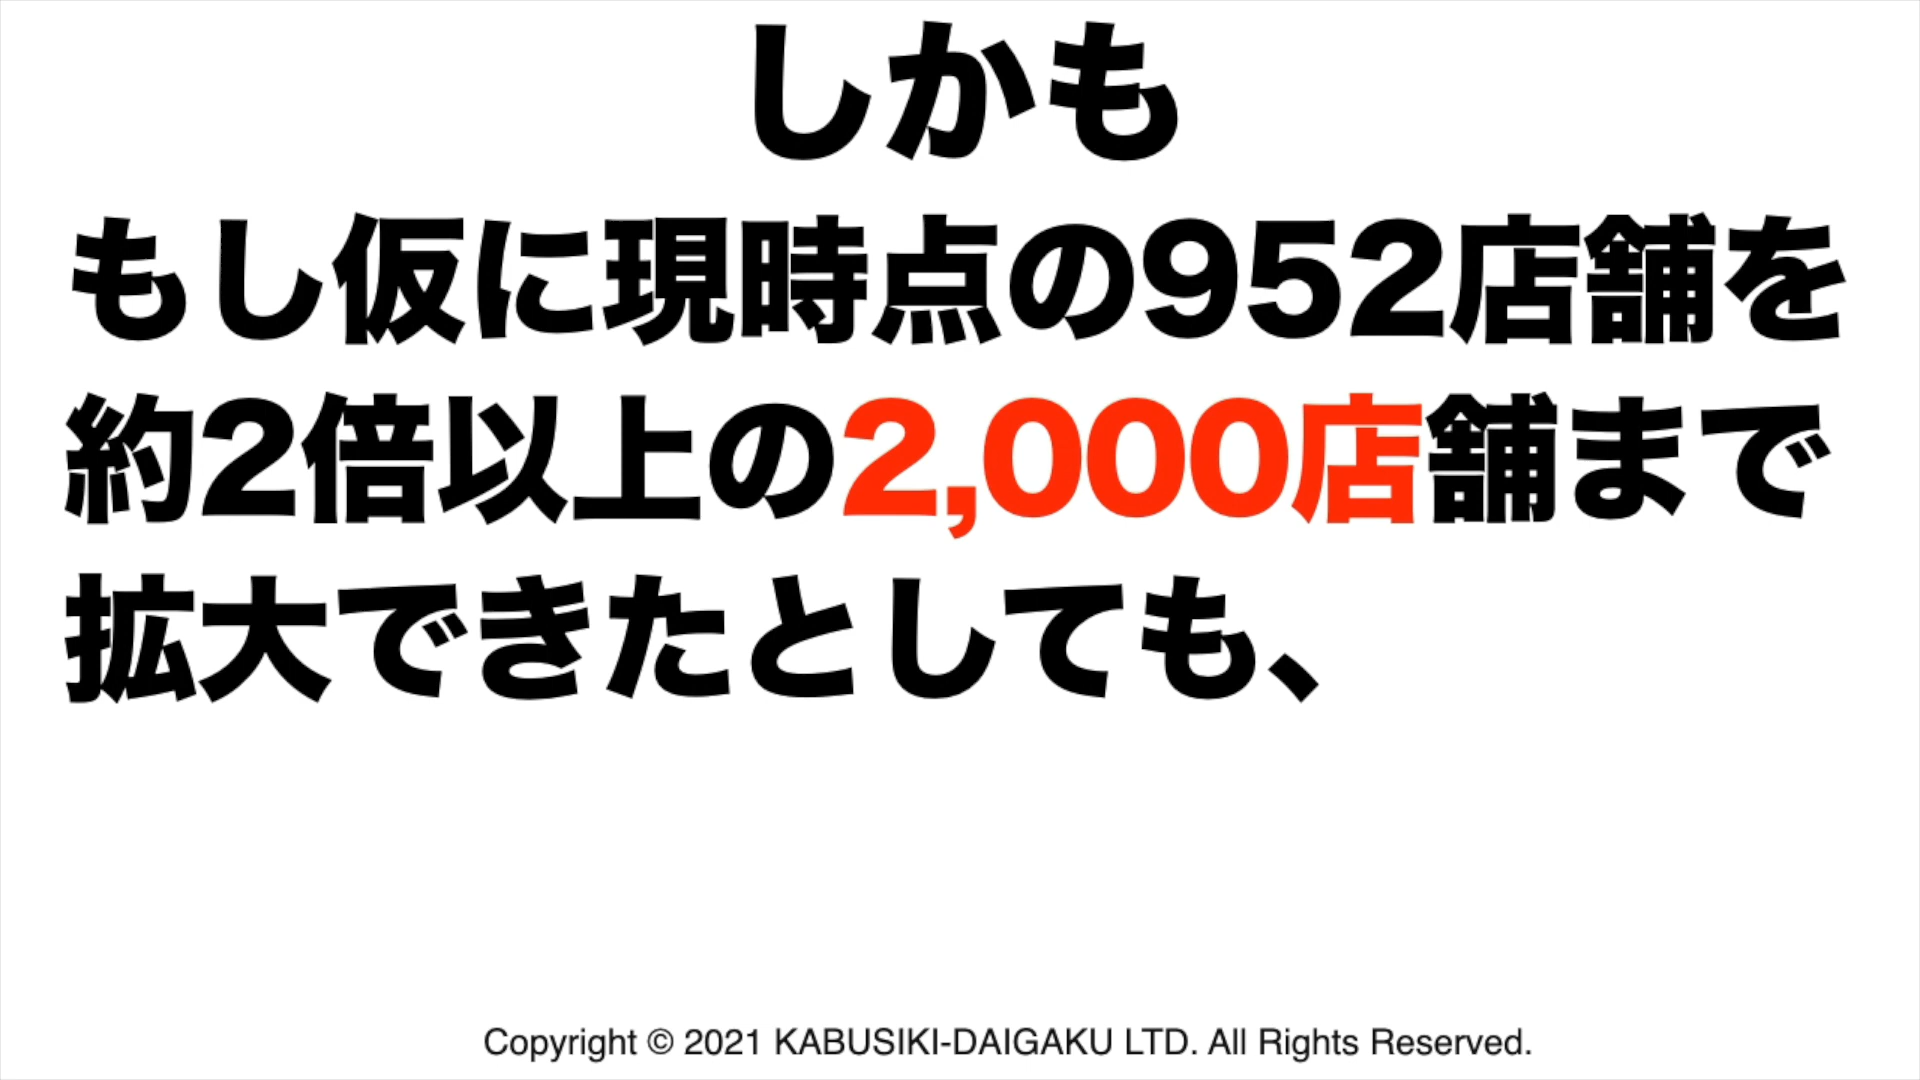 しかも
もし仮に現時点の952店舗を
約2倍以上の2,000店舗まで
拡大できたとしても、
Copyright © 2021 KABUSIKI-DAIGAKU LTD. All Rights Reserved.